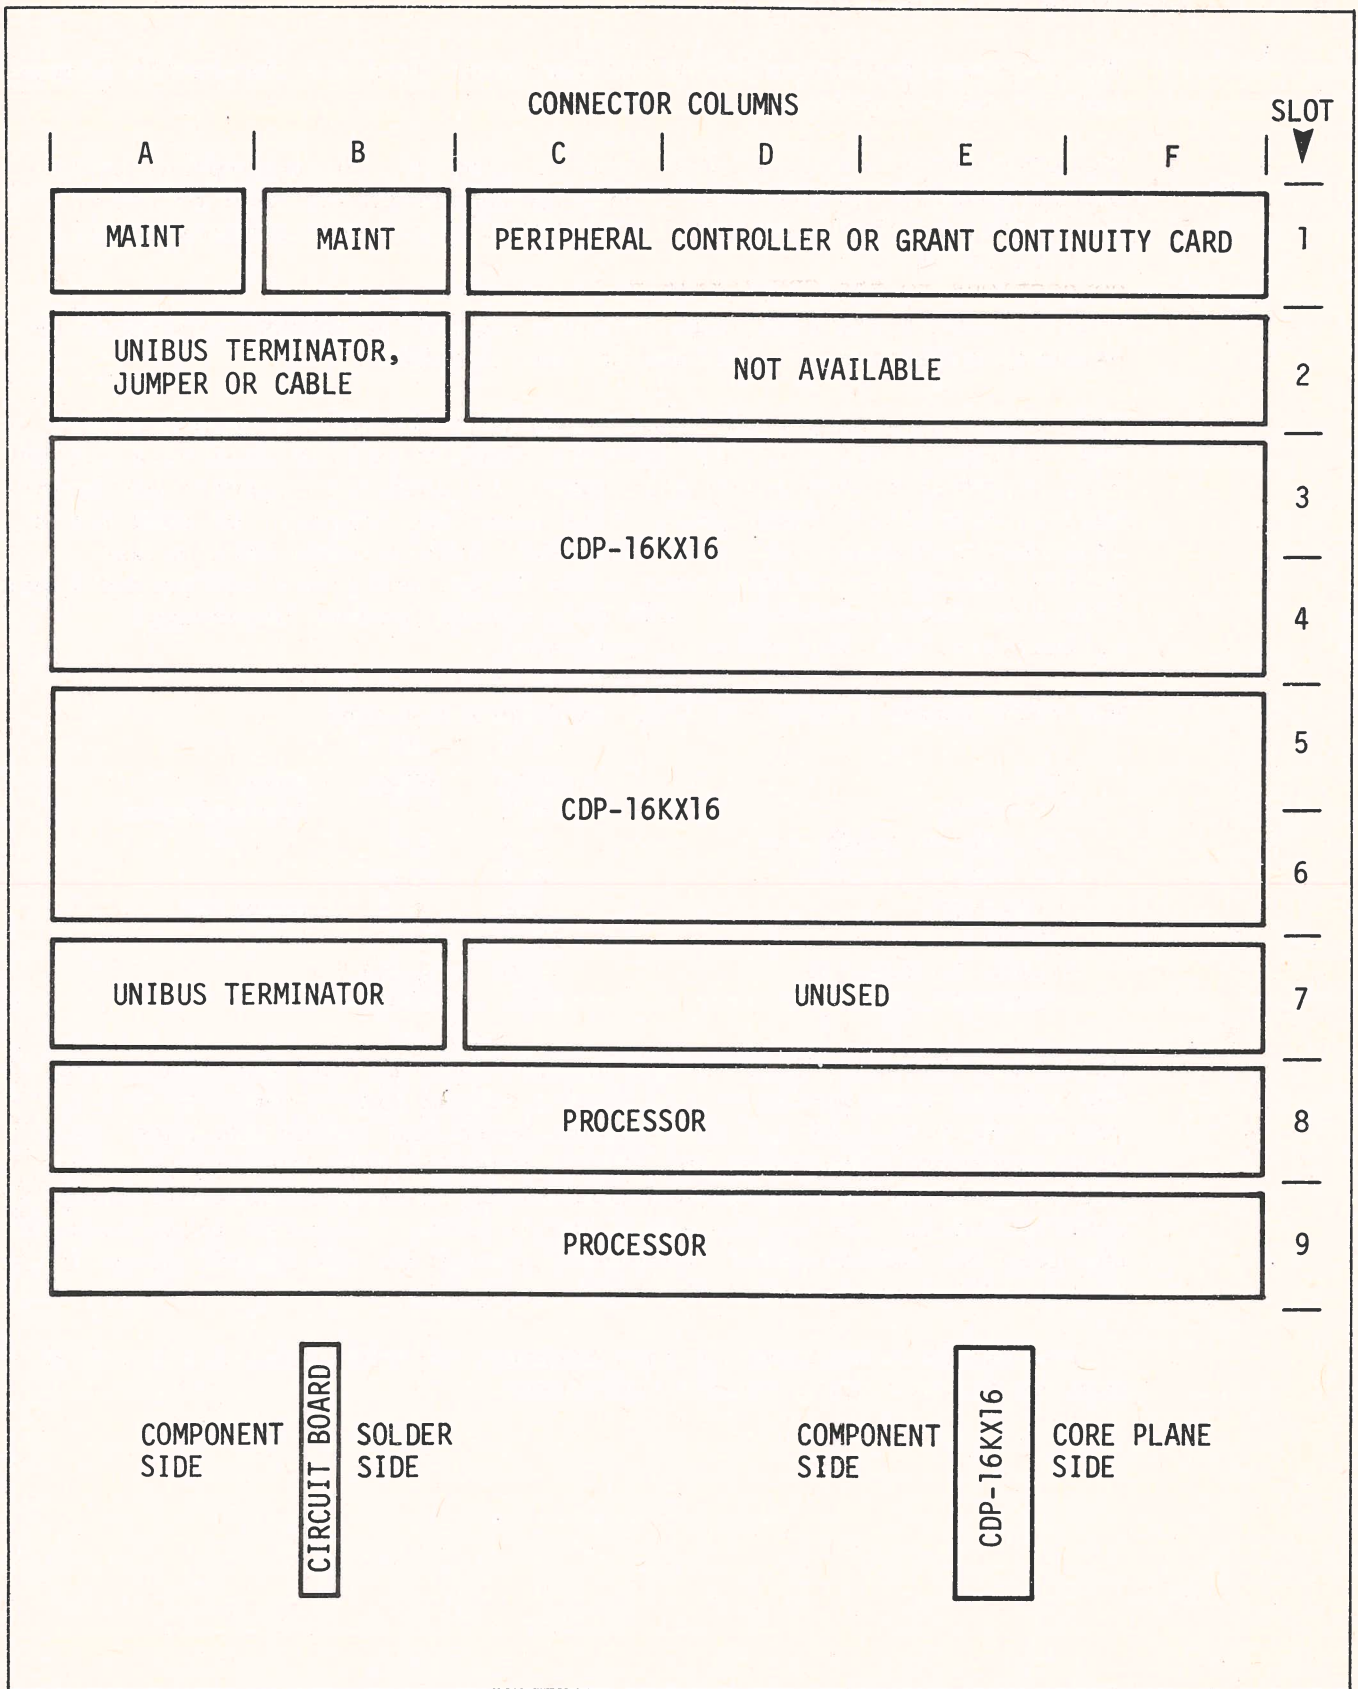 CONNECTOR COLUMNS
SLOT
A B C D E F
MAINT MAINT PERIPHERAL CONTROLLER OR GRANT CONTINUITY CARD 1
UNIBUS TERMINATOR,
JUMPER OR CABLE
NOT AVAILABLE
2
3
CDP-16KX16
4
5
CDP-16KX16
6
UNIBUS TERMINATOR UNUSED 7
PROCESSOR 8
PROCESSOR 9
COMPONENT
SIDE
CIRCUIT BOARD
SOLDER
SIDE
COMPONENT
SIDE
CDP-16KX16
CORE PLANE
SIDE